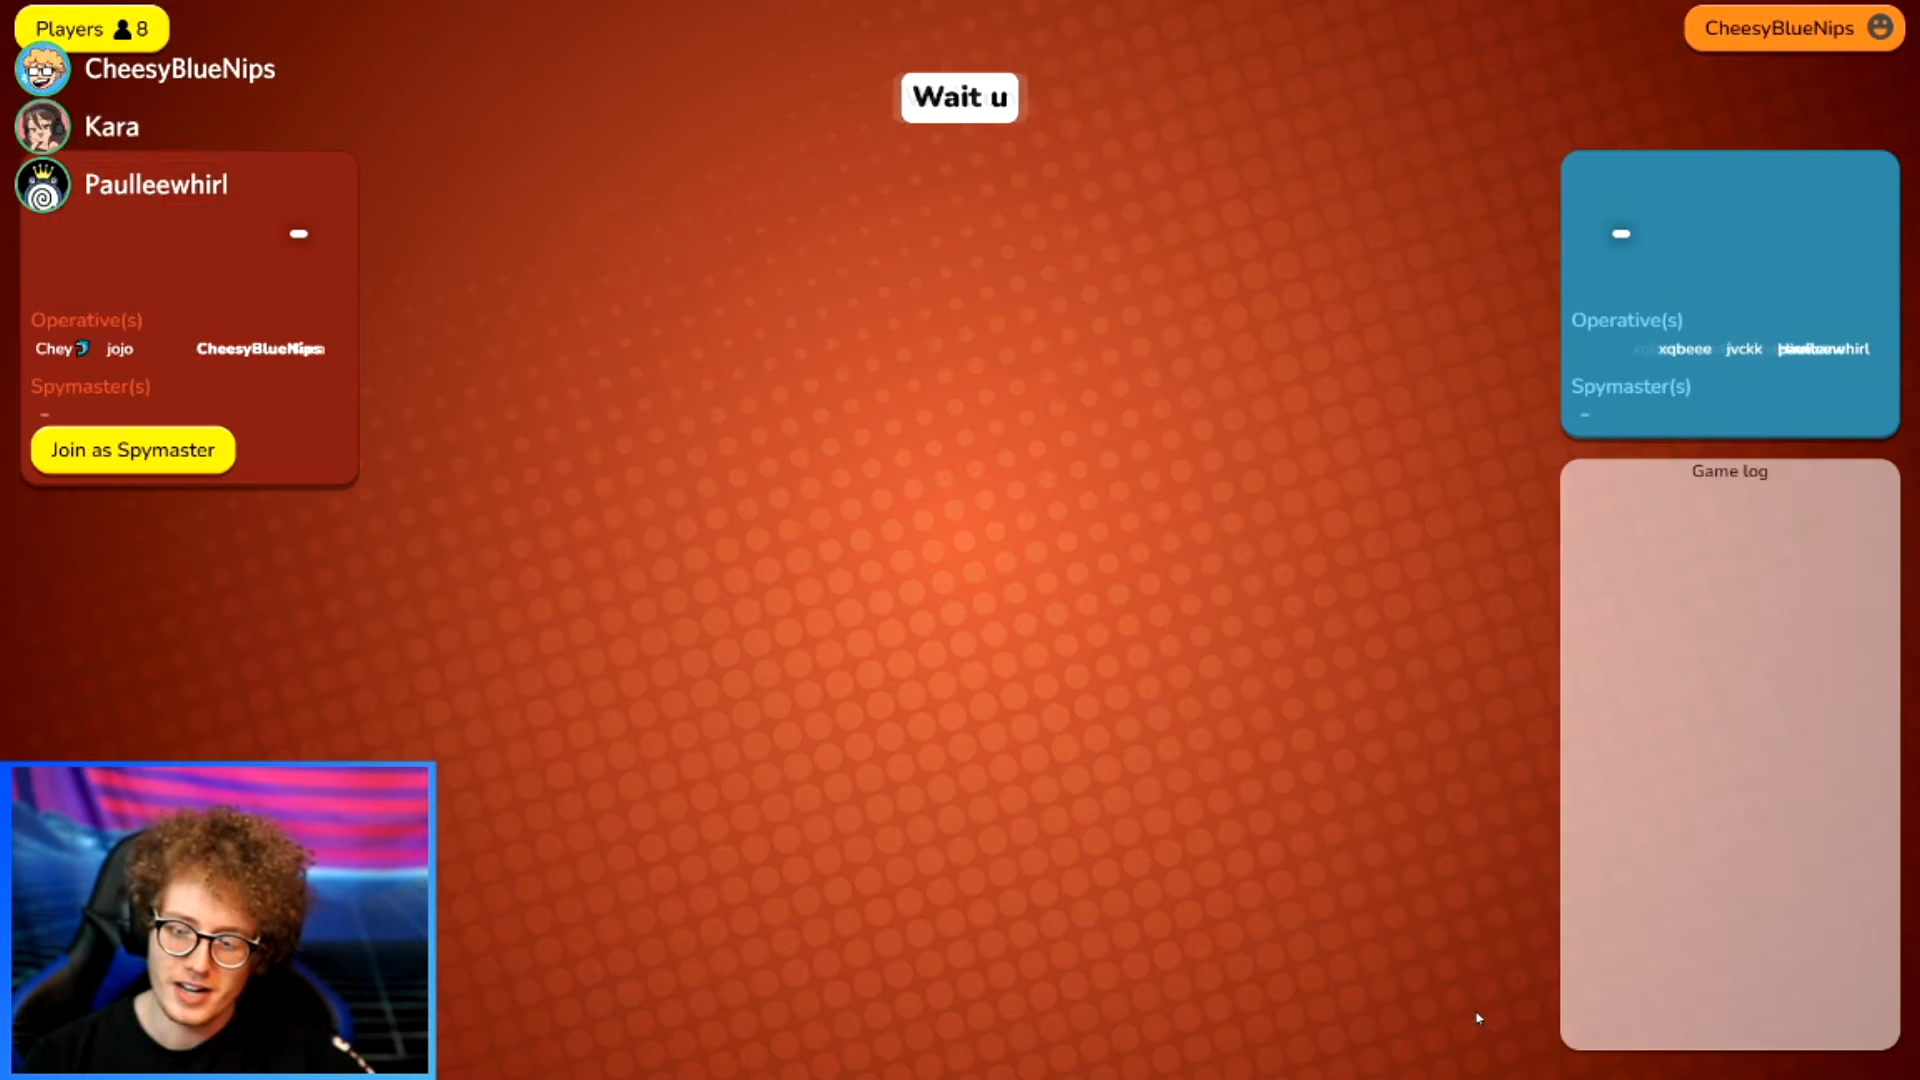 Players 8
CheesyBlueNips
CheesyBlueNips
Kara
Wait u
Paulleewhirl
-
-
Operative(s)
Chey jojo CheesyBlueNips
Spymaster(s)
-
Join as Spymaster
Operative(s)
xqbeee jvckk
Spymaster(s)
-
Game log